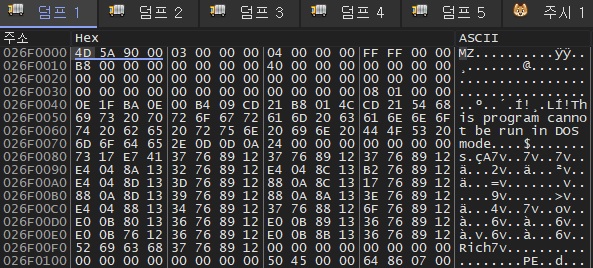 덤프 1 덤프 2 덤프 3 덤프 4 덤프 5 주시 1
주소 Hex ASCII
026F0000 4D 5A 90 00 03 00 00 00 04 00 00 00 FF FF 00 00 MZ..........ÿÿ..
026F0010 B8 00 00 00 00 00 00 00 40 00 00 00 00 00 00 00 ¸.......@.......
026F0020 00 00 00 00 00 00 00 00 00 00 00 00 00 00 00 00 ................
026F0030 00 00 00 00 00 00 00 00 00 00 00 00 08 01 00 00 ................
026F0040 0E 1F BA 0E 00 B4 09 CD 21 B8 01 4C CD 21 54 68 ..º..´.Í!¸.LÍ!Th
026F0050 69 73 20 70 72 6F 67 72 61 6D 20 63 61 6E 6E 6F is program canno
026F0060 74 20 62 65 20 72 75 6E 20 69 6E 20 44 4F 53 20 t be run in DOS
026F0070 6D 6F 64 65 2E 0D 0D 0A 24 00 00 00 00 00 00 00 mode....$.......
026F0080 73 17 E7 41 37 76 89 12 37 76 89 12 37 76 89 12 s.çA7v..7v..7v..
026F0090 E4 04 8A 13 32 76 89 12 E4 04 8C 13 B2 76 89 12 ä...2v..ä...²v..
026F00A0 E4 04 8D 13 3D 76 89 12 88 0A 8C 13 17 76 89 12 ä...=v.......v..
026F00B0 88 0A 8D 13 39 76 89 12 88 0A 8A 13 3E 76 89 12 ....9v......>v..
026F00C0 E4 04 88 13 34 76 89 12 37 76 88 12 6F 76 89 12 ä...4v..7v..ov..
026F00D0 E0 0B 80 13 36 76 89 12 E0 0B 89 13 36 76 89 12 à...6v..à...6v..
026F00E0 E0 0B 76 12 36 76 89 12 E0 0B 8B 13 36 76 89 12 à.v.6v..à...6v..
026F00F0 52 69 63 68 37 76 89 12 00 00 00 00 00 00 00 00 Rich7v..........
026F0100 00 00 00 00 00 00 00 00 50 45 00 00 64 86 07 00 ........PE..d...